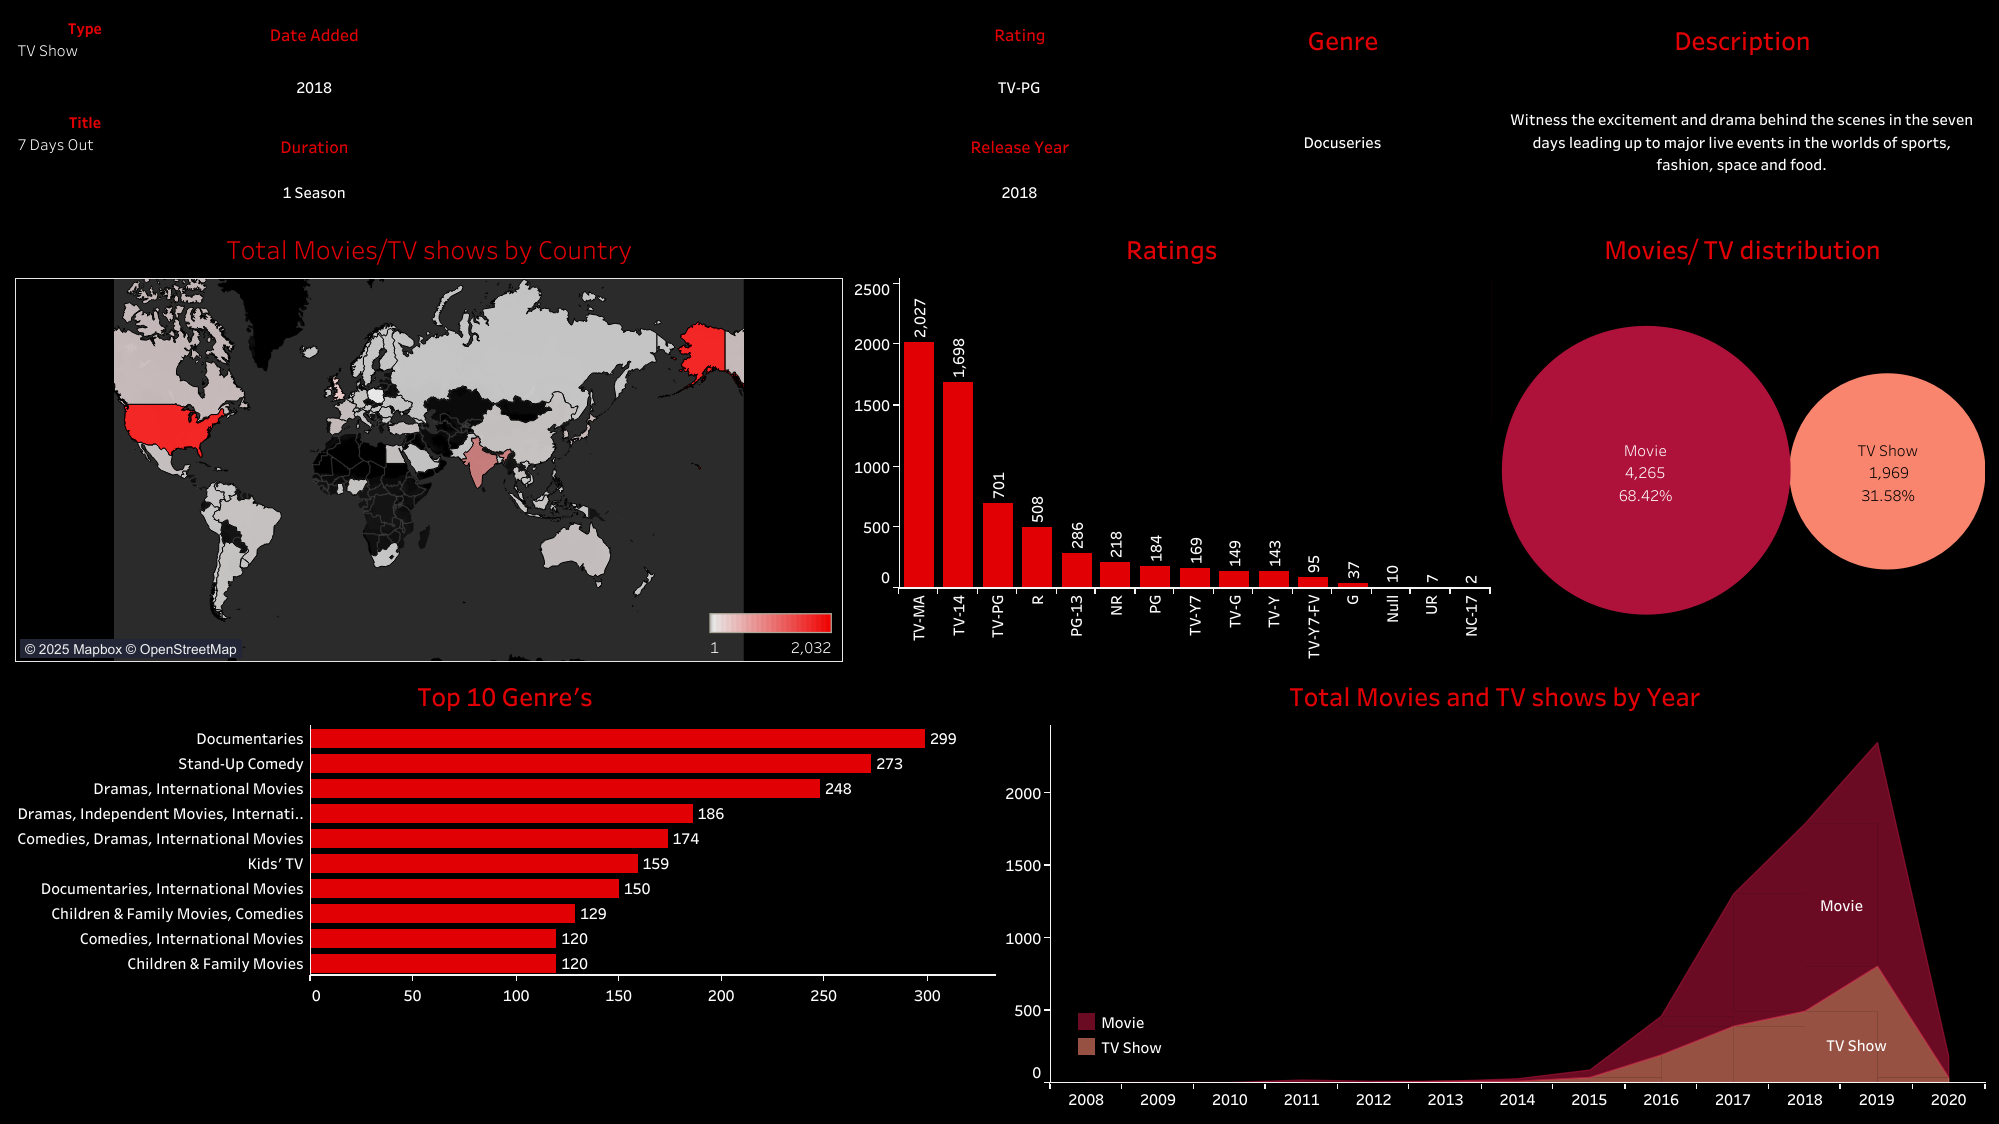 Type
TV Show
Title
7 Days Out
Date Added
2018
Duration
1 Season
Rating
TV-PG
Release Year
2018
Genre
Docuseries
Description
Witness the excitement and drama behind the scenes in the seven
days leading up to major live events in the worlds of sports,
fashion, space and food.
Total Movies/TV shows by Country
© 2025 Mapbox © OpenStreetMap
1
2,032
Ratings
2500
2000
1500
1000
500
0
2,027
1,698
701
508
286
218
184
169
149
143
95
37
10
7
2
TV-MA
TV-14
TV-PG
R
PG-13
NR
PG
TV-Y7
TV-G
TV-Y
TV-Y7-FV
G
Null
UR
NC-17
Movies/ TV distribution
Movie
4,265
68.42%
TV Show
1,969
31.58%
Top 10 Genre's
Documentaries 299
Stand-Up Comedy 273
Dramas, International Movies 248
Dramas, Independent Movies, Internati.. 186
Comedies, Dramas, International Movies 174
Kids' TV 159
Documentaries, International Movies 150
Children & Family Movies, Comedies 129
Comedies, International Movies 120
Children & Family Movies 120
0 50 100 150 200 250 300
Total Movies and TV shows by Year
2000
1500
1000
500
0
Movie
TV Show
Movie
TV Show
2008 2009 2010 2011 2012 2013 2014 2015 2016 2017 2018 2019 2020